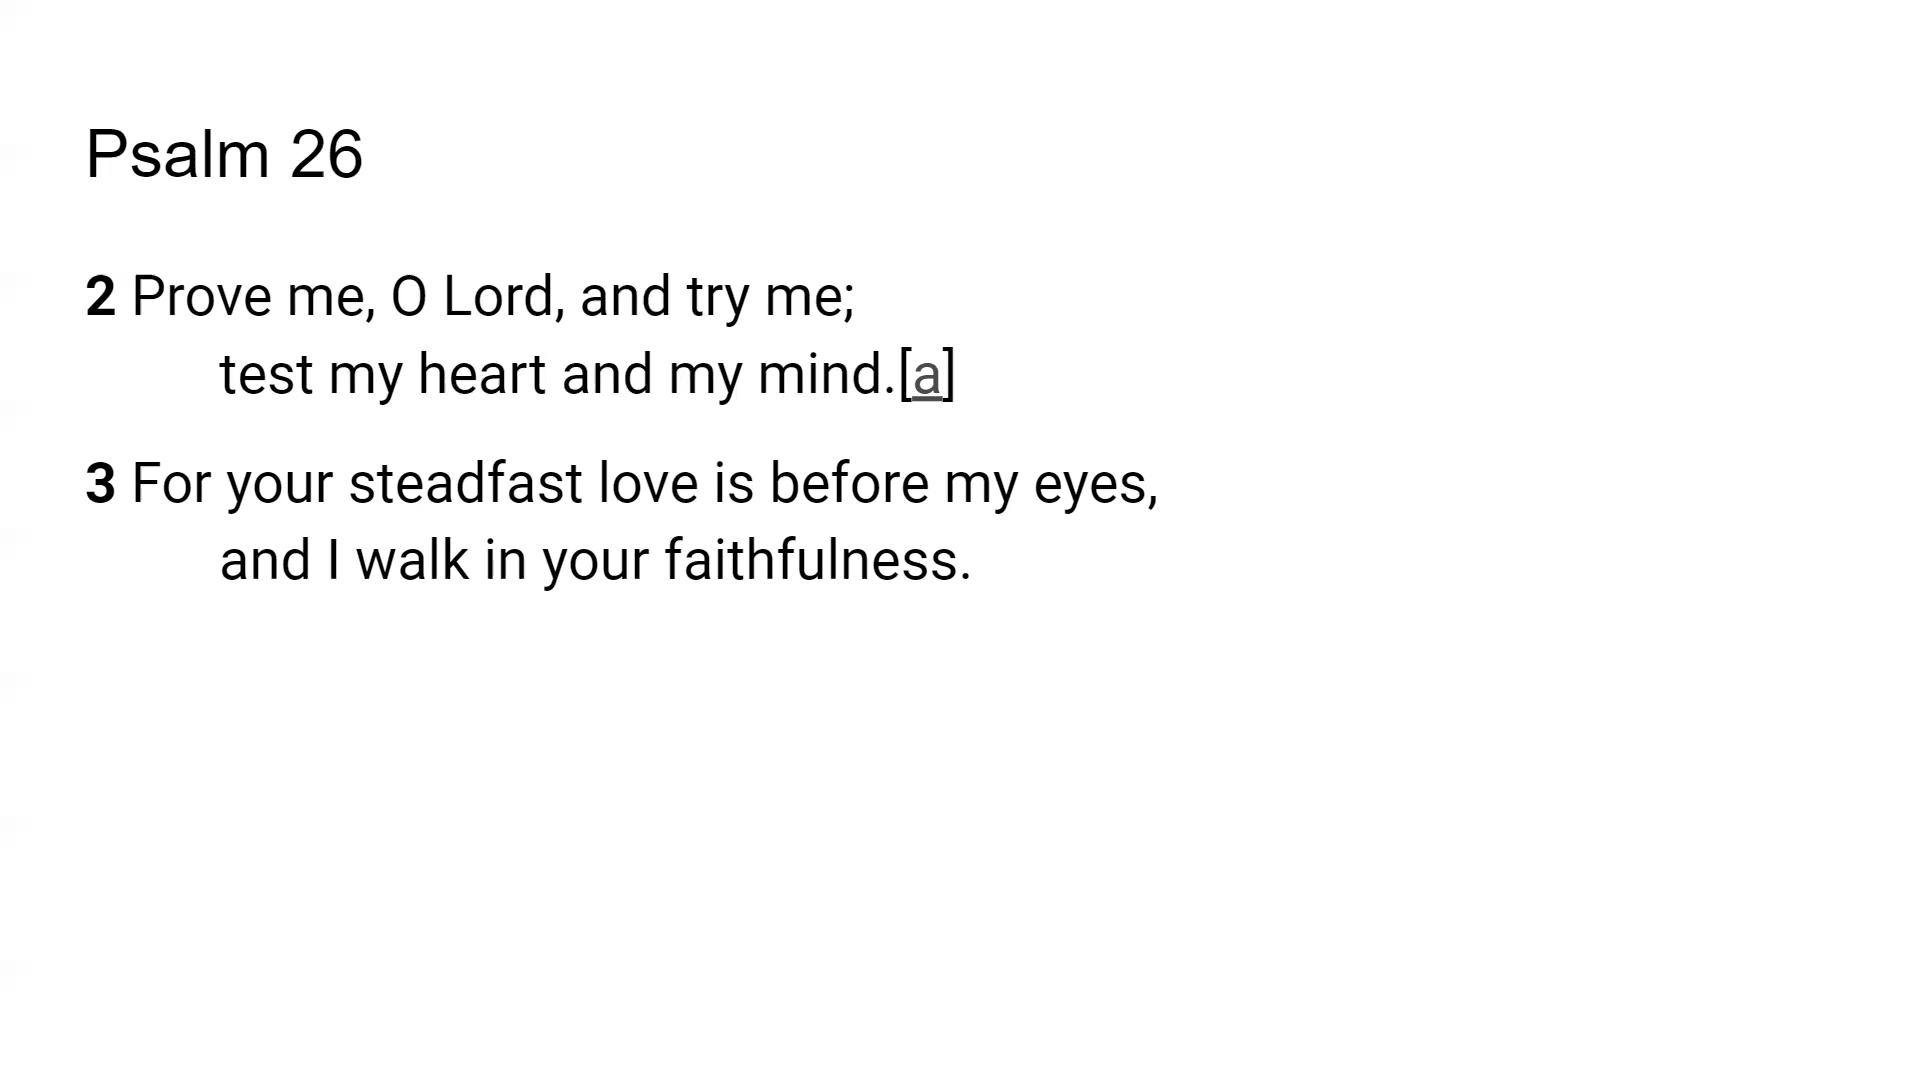 Psalm 26
2 Prove me, O Lord, and try me;
test my heart and my mind.[a]
3 For your steadfast love is before my eyes,
and I walk in your faithfulness.